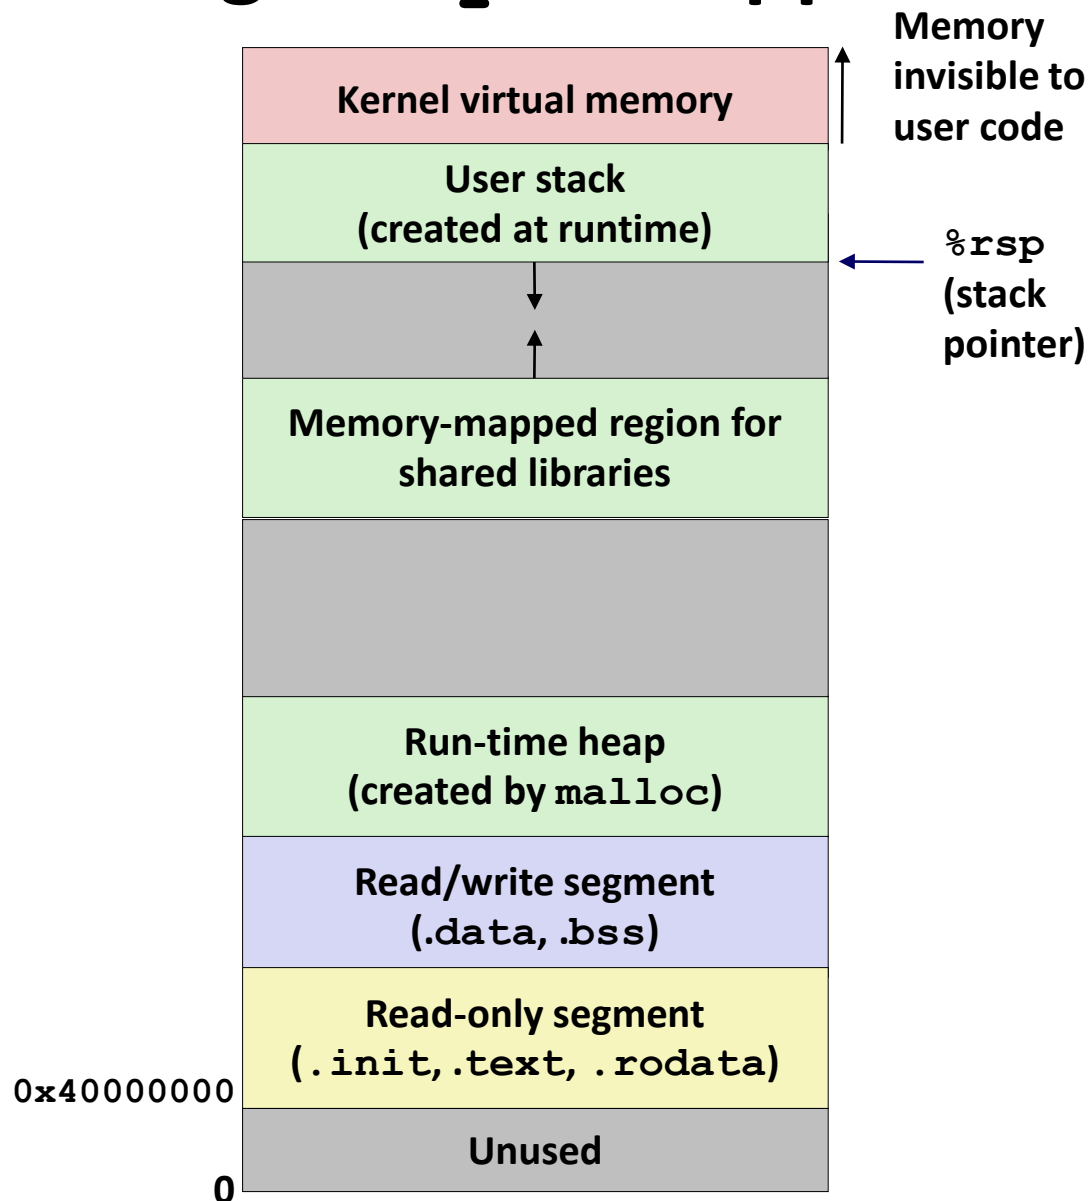 Memory
invisible to
user code
Kernel virtual memory
User stack
(created at runtime)
%rsp
(stack
pointer)
Memory-mapped region for
shared libraries
Run-time heap
(created by malloc)
Read/write segment
(.data, .bss)
Read-only segment
(.init, .text, .rodata)
0x40000000
Unused
0